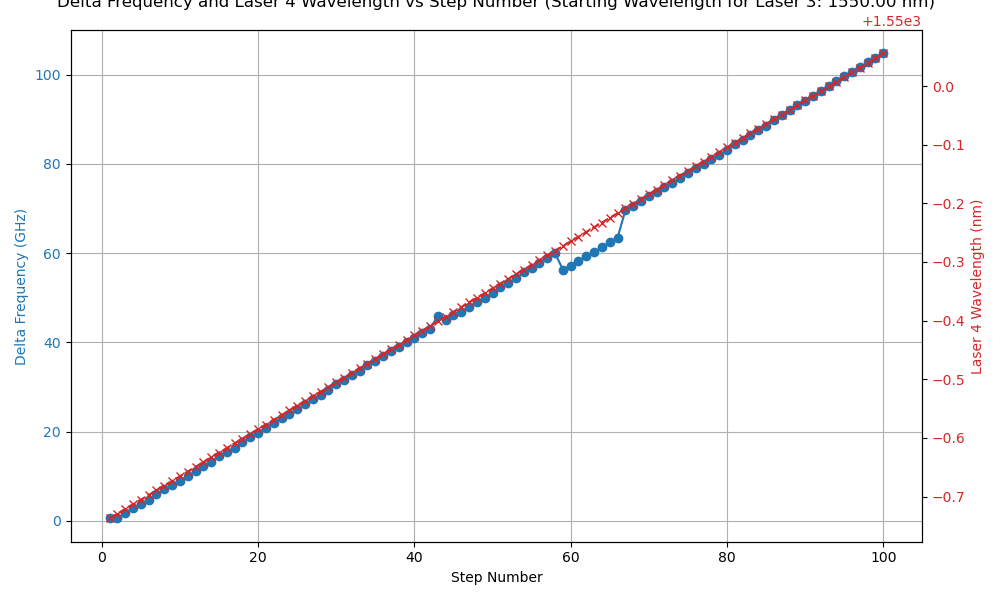 Delta Frequency and Laser 4 Wavelength vs Step Number (Starting Wavelength for Laser 3: 1550.00 nm)
+1.55e3
100
80
60
40
20
0
Delta Frequency (GHz)
0.0
−0.1
−0.2
−0.3
−0.4
−0.5
−0.6
−0.7
Laser 4 Wavelength (nm)
0 20 40 60 80 100
Step Number